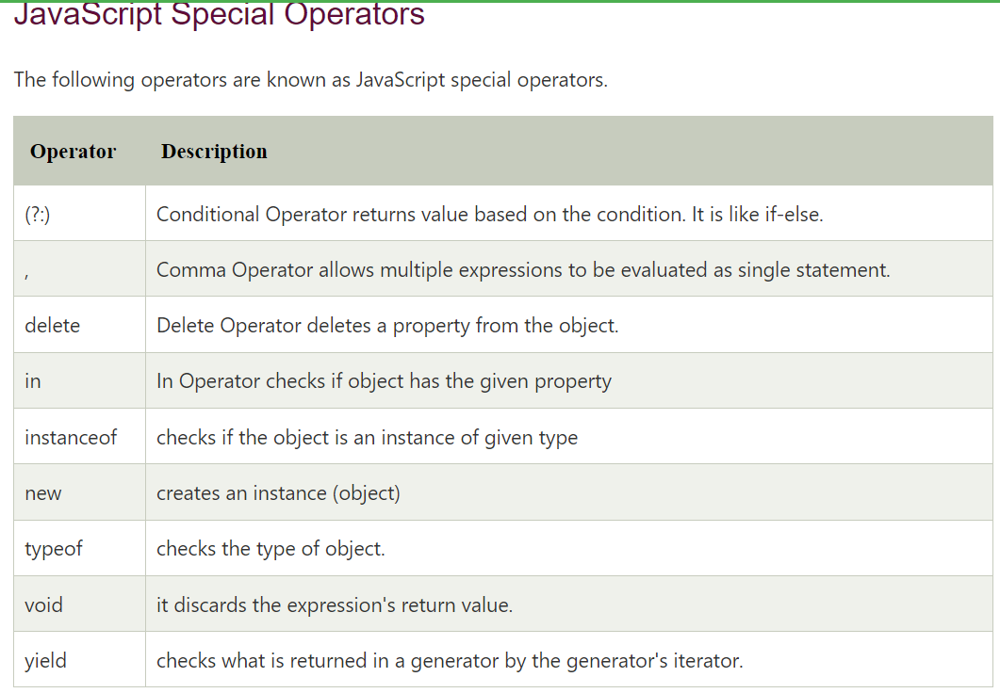 JavaScript Special Operators
The following operators are known as JavaScript special operators.
Operator Description
(?:) Conditional Operator returns value based on the condition. It is like if-else.
, Comma Operator allows multiple expressions to be evaluated as single statement.
delete Delete Operator deletes a property from the object.
in In Operator checks if object has the given property
instanceof checks if the object is an instance of given type
new creates an instance (object)
typeof checks the type of object.
void it discards the expression's return value.
yield checks what is returned in a generator by the generator's iterator.